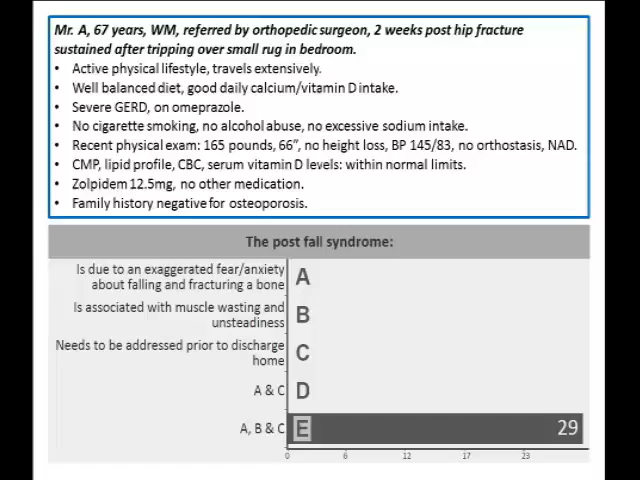 Mr. A, 67 years, WM, referred by orthopedic surgeon, 2 weeks post hip fracture
sustained after tripping over small rug in bedroom.
• Active physical lifestyle, travels extensively.
• Well balanced diet, good daily calcium/vitamin D intake.
• Severe GERD, on omeprazole.
• No cigarette smoking, no alcohol abuse, no excessive sodium intake.
• Recent physical exam: 165 pounds, 66”, no height loss, BP 145/83, no orthostasis, NAD.
• CMP, lipid profile, CBC, serum vitamin D levels: within normal limits.
• Zolpidem 12.5mg, no other medication.
• Family history negative for osteoporosis.
The post fall syndrome:
Is due to an exaggerated fear/anxiety
about falling and fracturing a bone
A
Is associated with muscle wasting and
unsteadiness
B
Needs to be addressed prior to discharge
home
C
A & C
D
A, B & C
E
29
0 6 12 17 23